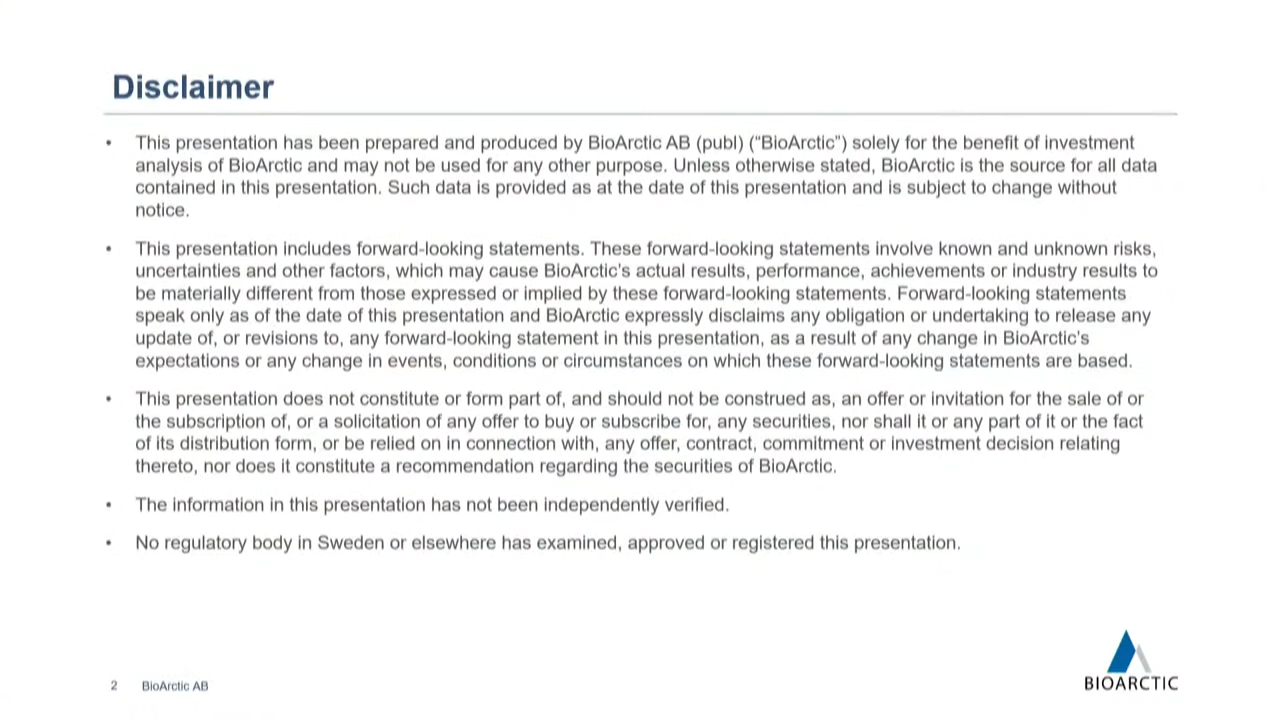 Disclaimer
• This presentation has been prepared and produced by BioArctic AB (publ) (“BioArctic”) solely for the benefit of investment
analysis of BioArctic and may not be used for any other purpose. Unless otherwise stated, BioArctic is the source for all data
contained in this presentation. Such data is provided as at the date of this presentation and is subject to change without
notice.
• This presentation includes forward-looking statements. These forward-looking statements involve known and unknown risks,
uncertainties and other factors, which may cause BioArctic's actual results, performance, achievements or industry results to
be materially different from those expressed or implied by these forward-looking statements. Forward-looking statements
speak only as of the date of this presentation and BioArctic expressly disclaims any obligation or undertaking to release any
update of, or revisions to, any forward-looking statement in this presentation, as a result of any change in BioArctic's
expectations or any change in events, conditions or circumstances on which these forward-looking statements are based.
• This presentation does not constitute or form part of, and should not be construed as, an offer or invitation for the sale of or
the subscription of, or a solicitation of any offer to buy or subscribe for, any securities, nor shall it or any part of it or the fact
of its distribution form, or be relied on in connection with, any offer, contract, commitment or investment decision relating
thereto, nor does it constitute a recommendation regarding the securities of BioArctic.
• The information in this presentation has not been independently verified.
• No regulatory body in Sweden or elsewhere has examined, approved or registered this presentation.
2 BioArctic AB
BIOARCTIC